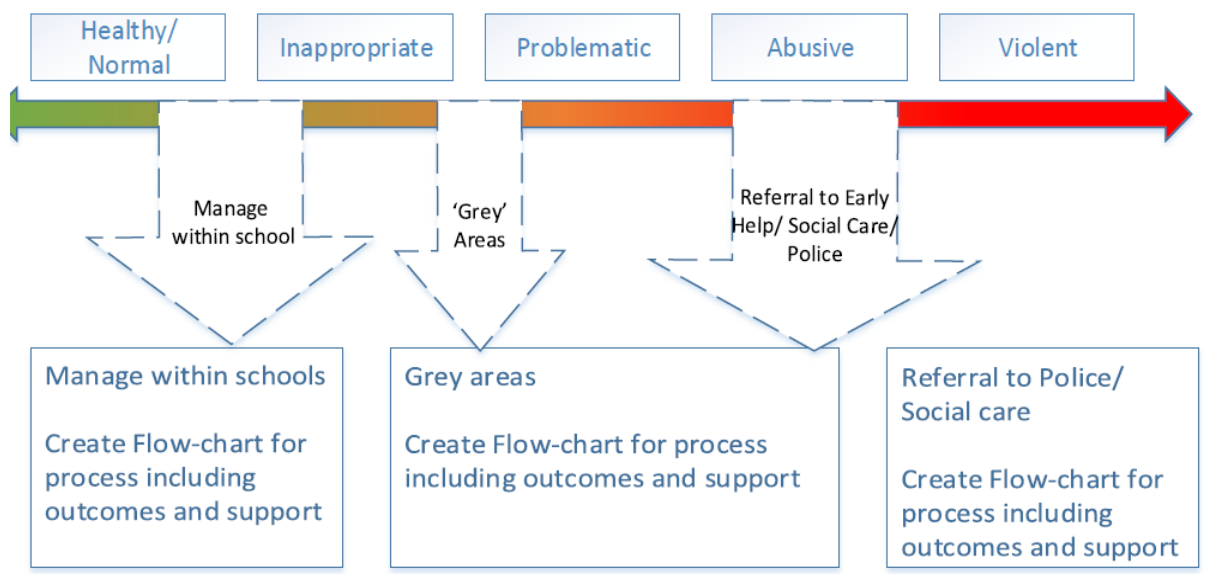 Healthy/
Normal
Inappropriate
Problematic
Abusive
Violent
Manage
within school
‘Grey’
Areas
Referral to Early
Help/ Social Care/
Police
Manage within schools
Create Flow-chart for
process including
outcomes and support
Grey areas
Create Flow-chart for process
including outcomes and support
Referral to Police/
Social care
Create Flow-chart for
process including
outcomes and support